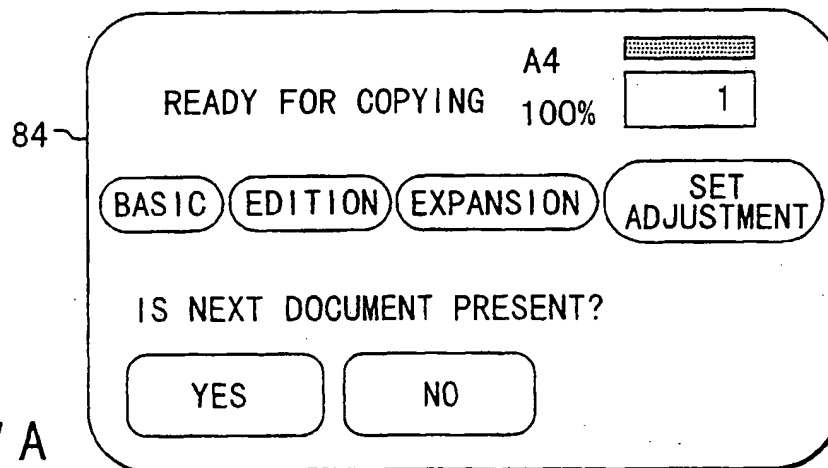 A4
READY FOR COPYING 100% 1
84
BASIC EDITION EXPANSION SET ADJUSTMENT
IS NEXT DOCUMENT PRESENT?
YES NO
A